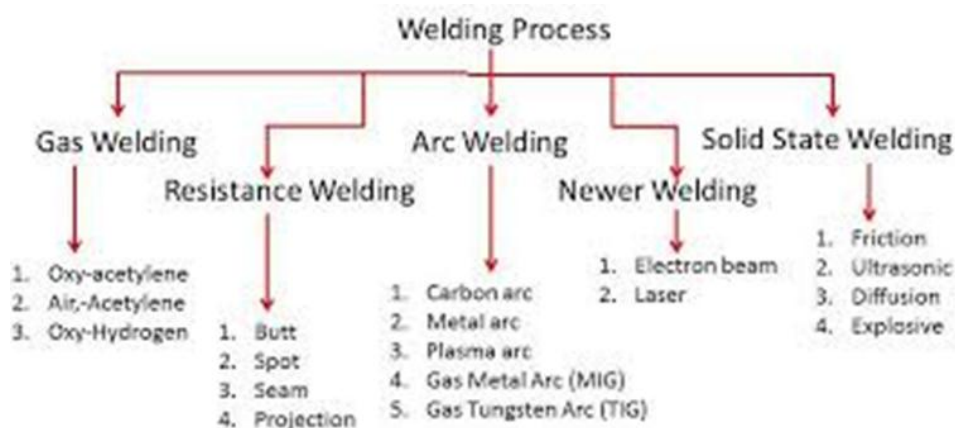 Welding Process
Gas Welding
1. Oxy-acetylene
2. Air,-Acetylene
3. Oxy-Hydrogen
Resistance Welding
1. Butt
2. Spot
3. Seam
4. Projection
Arc Welding
1. Carbon arc
2. Metal arc
3. Plasma arc
4. Gas Metal Arc (MIG)
5. Gas Tungsten Arc (TIG)
Newer Welding
1. Electron beam
2. Laser
Solid State Welding
1. Friction
2. Ultrasonic
3. Diffusion
4. Explosive